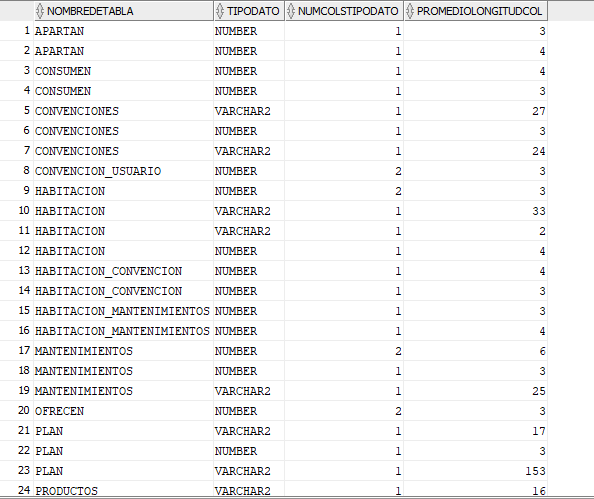 NOMBREDETABLA TIPODATO NUMCOLSTIPODATO PROMEDIOLONGITUDCOL
1 APARTAN NUMBER 1 3
2 APARTAN NUMBER 1 4
3 CONSUMEN NUMBER 1 4
4 CONSUMEN NUMBER 1 3
5 CONVENCIONES VARCHAR2 1 27
6 CONVENCIONES NUMBER 1 3
7 CONVENCIONES VARCHAR2 1 24
8 CONVENCION_USUARIO NUMBER 2 3
9 HABITACION NUMBER 2 3
10 HABITACION VARCHAR2 1 33
11 HABITACION VARCHAR2 1 2
12 HABITACION NUMBER 1 4
13 HABITACION_CONVENCION NUMBER 1 4
14 HABITACION_CONVENCION NUMBER 1 3
15 HABITACION_MANTENIMIENTOS NUMBER 1 3
16 HABITACION_MANTENIMIENTOS NUMBER 1 4
17 MANTENIMIENTOS NUMBER 2 6
18 MANTENIMIENTOS NUMBER 1 3
19 MANTENIMIENTOS VARCHAR2 1 25
20 OFRECEN NUMBER 2 3
21 PLAN VARCHAR2 1 17
22 PLAN NUMBER 1 3
23 PLAN VARCHAR2 1 153
24 PRODUCTOS VARCHAR2 1 16